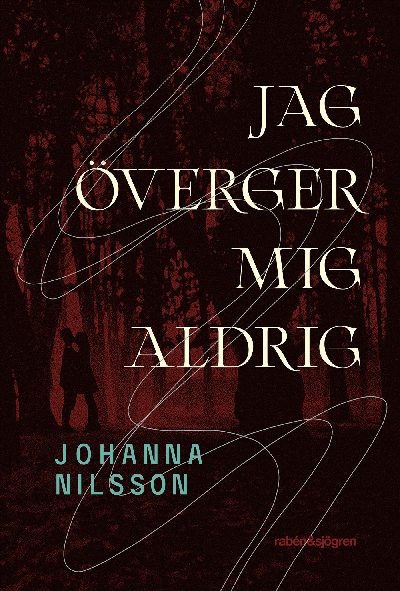 JAG
ÖVERGER
MIG
ALDRIG
JOHANNA
NILSSON
rabén&sjögren